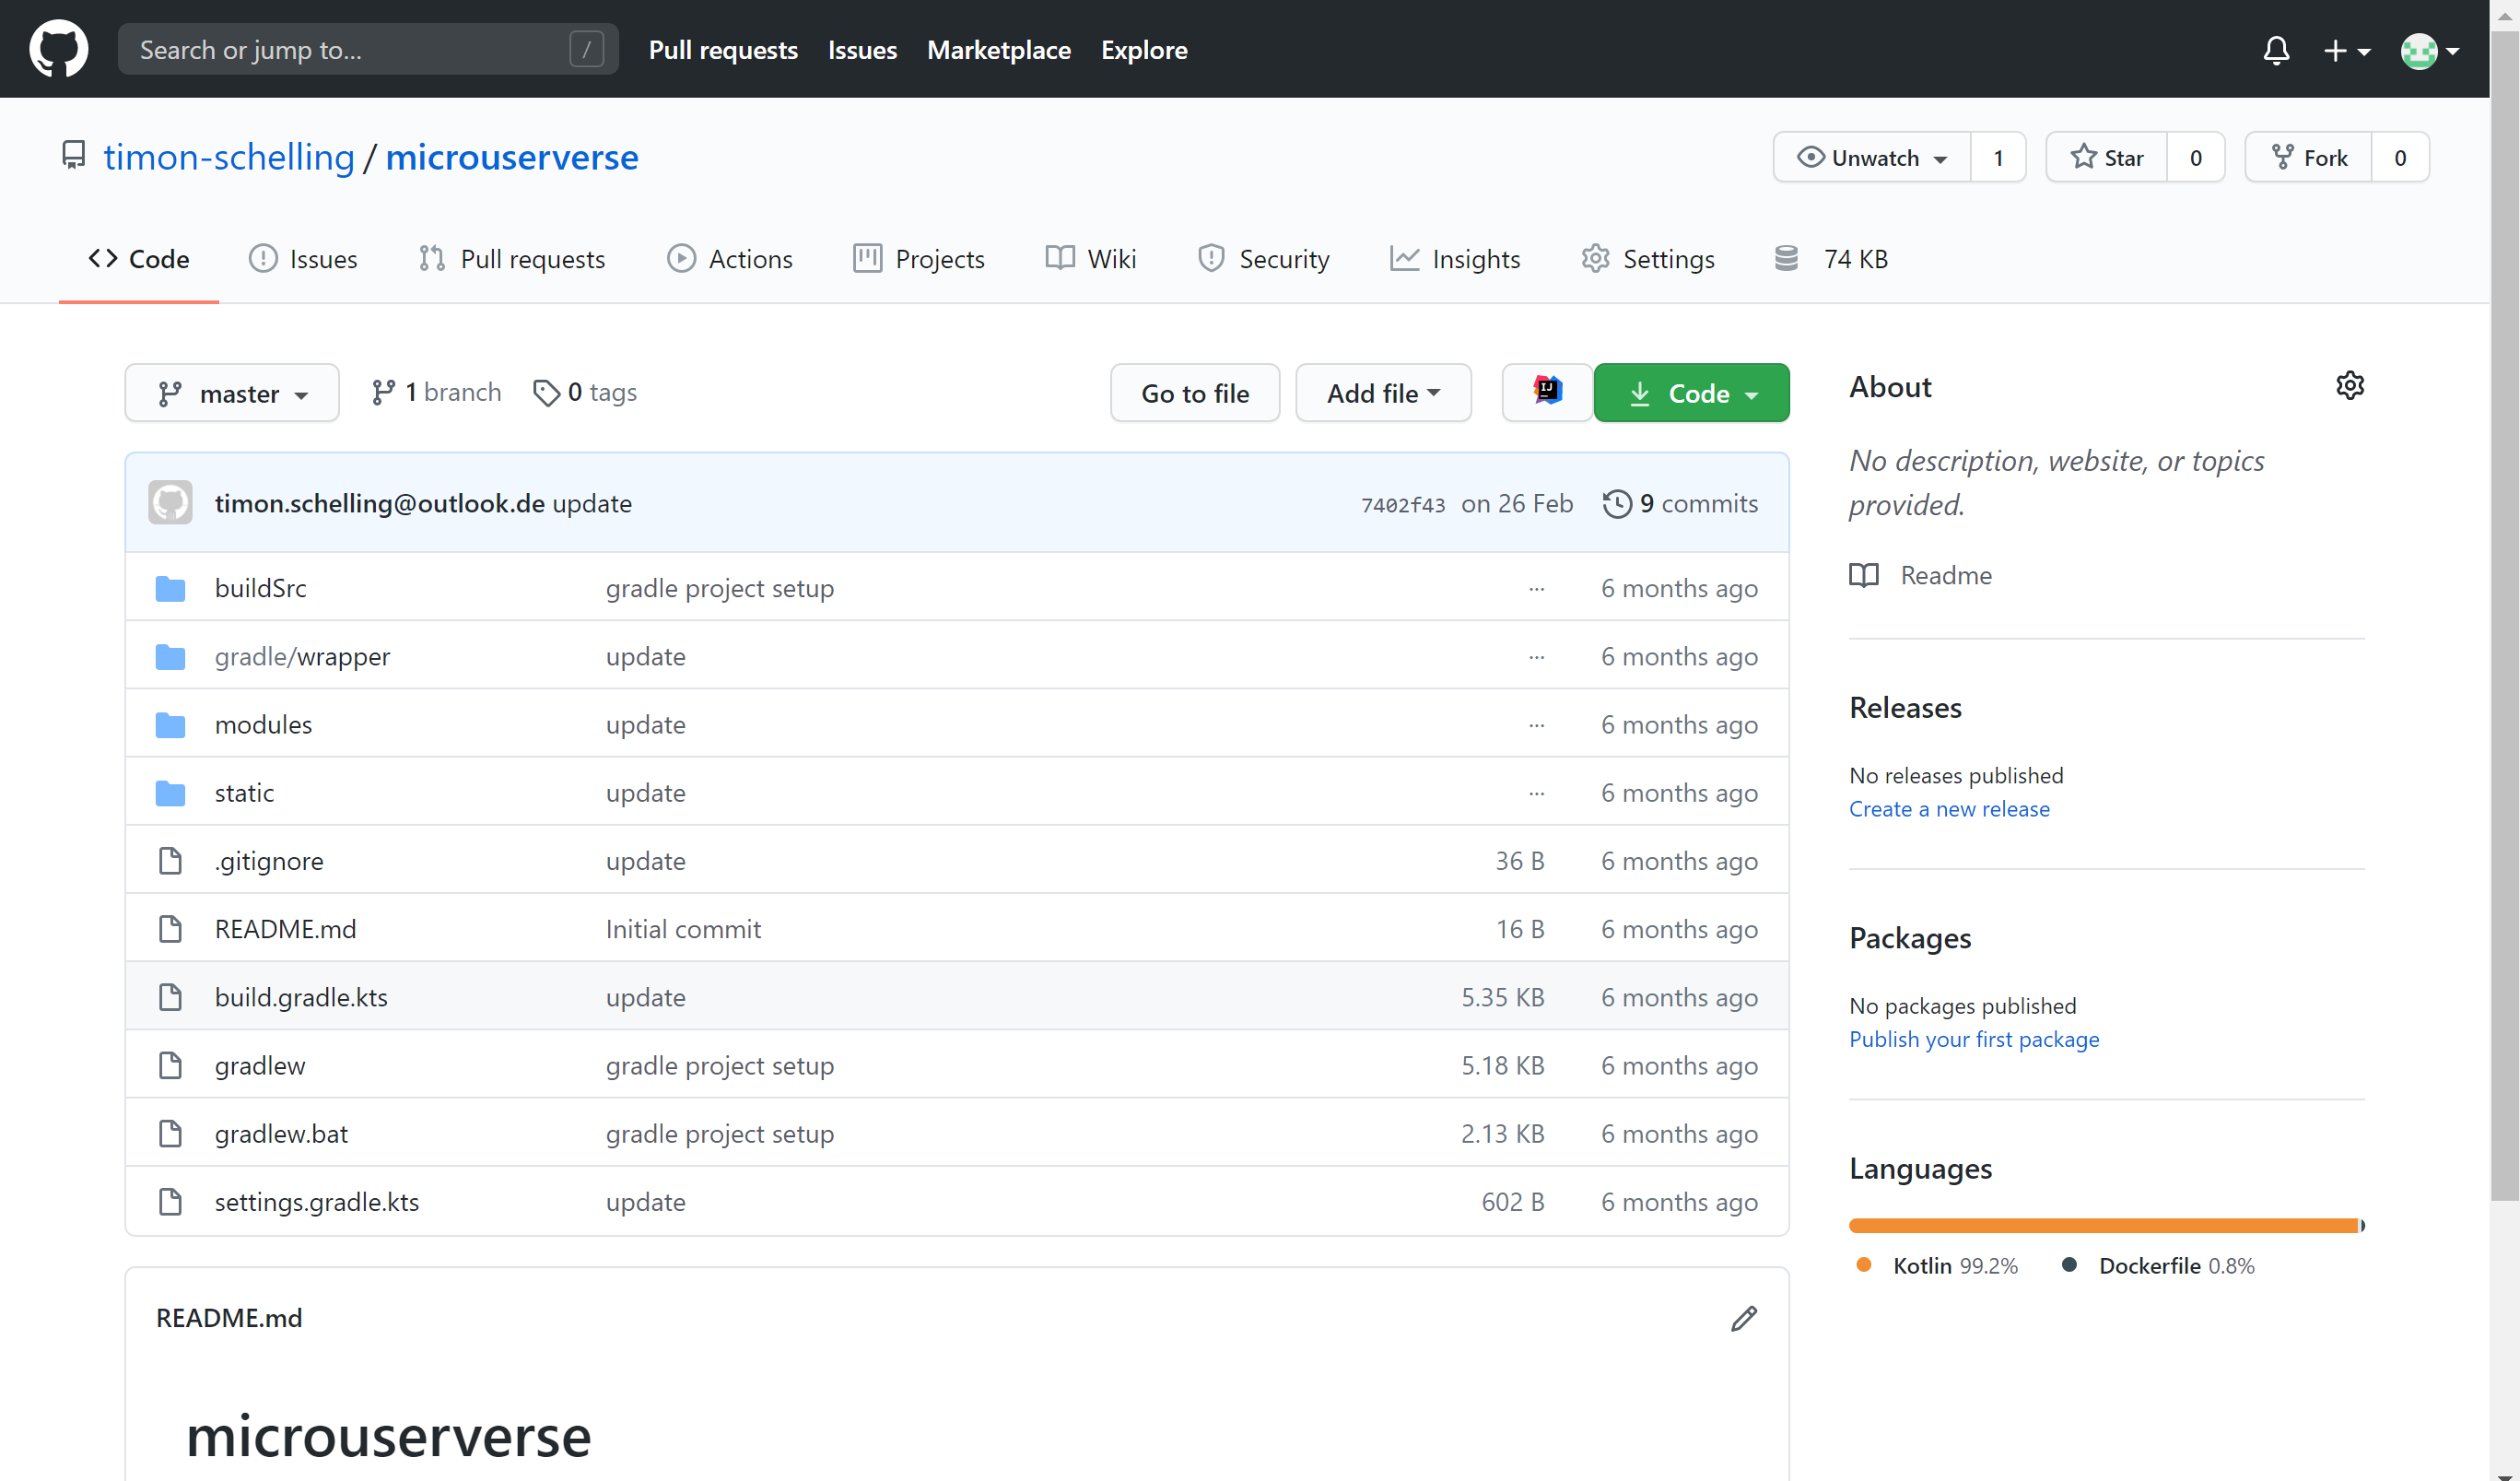 Search or jump to... / Pull requests Issues Marketplace Explore
timon-schelling / microuserverse Unwatch 1 Star 0 Fork 0
Code Issues Pull requests Actions Projects Wiki Security Insights Settings 74 KB
master 1 branch 0 tags Go to file Add file IJ Code
timon.schelling@outlook.de update 7402f43 on 26 Feb 9 commits
buildSrc gradle project setup ... 6 months ago
gradle/wrapper update ... 6 months ago
modules update ... 6 months ago
static update ... 6 months ago
.gitignore update 36 B 6 months ago
README.md Initial commit 16 B 6 months ago
build.gradle.kts update 5.35 KB 6 months ago
gradlew gradle project setup 5.18 KB 6 months ago
gradlew.bat gradle project setup 2.13 KB 6 months ago
settings.gradle.kts update 602 B 6 months ago
README.md
microuserverse
About
No description, website, or topics
provided.
Readme
Releases
No releases published
Create a new release
Packages
No packages published
Publish your first package
Languages
Kotlin 99.2% Dockerfile 0.8%